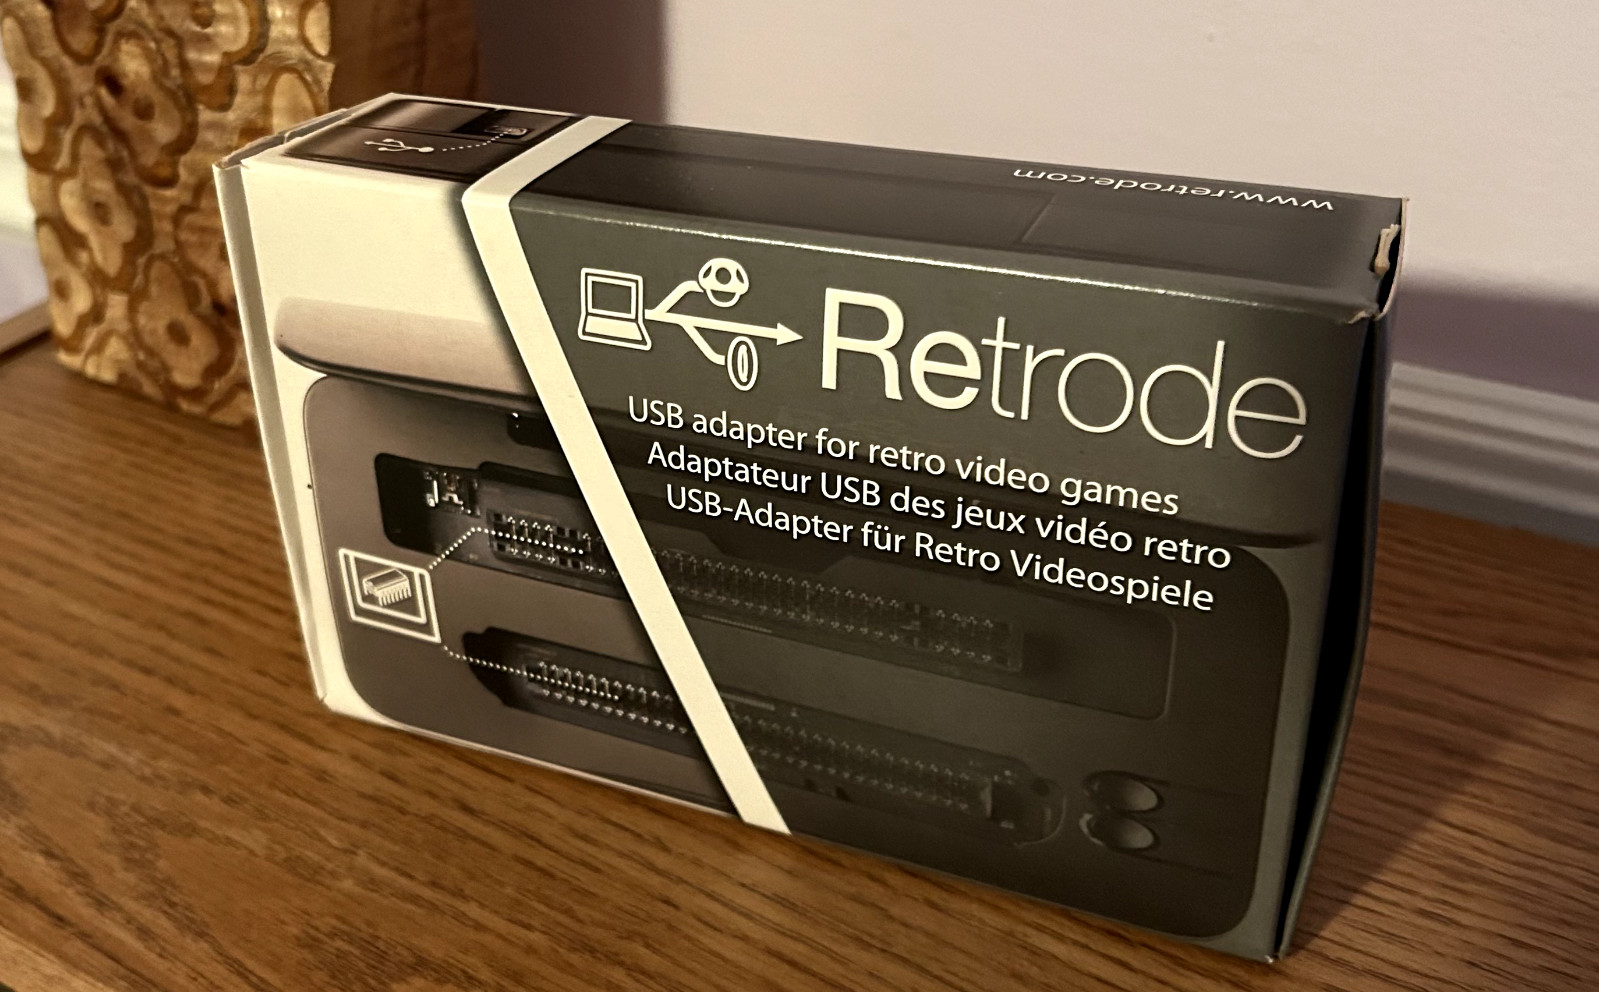 www.retrode.com
Retrode
USB adapter for retro video games
Adaptateur USB des jeux vidéo retro
USB-Adapter für Retro Videospiele